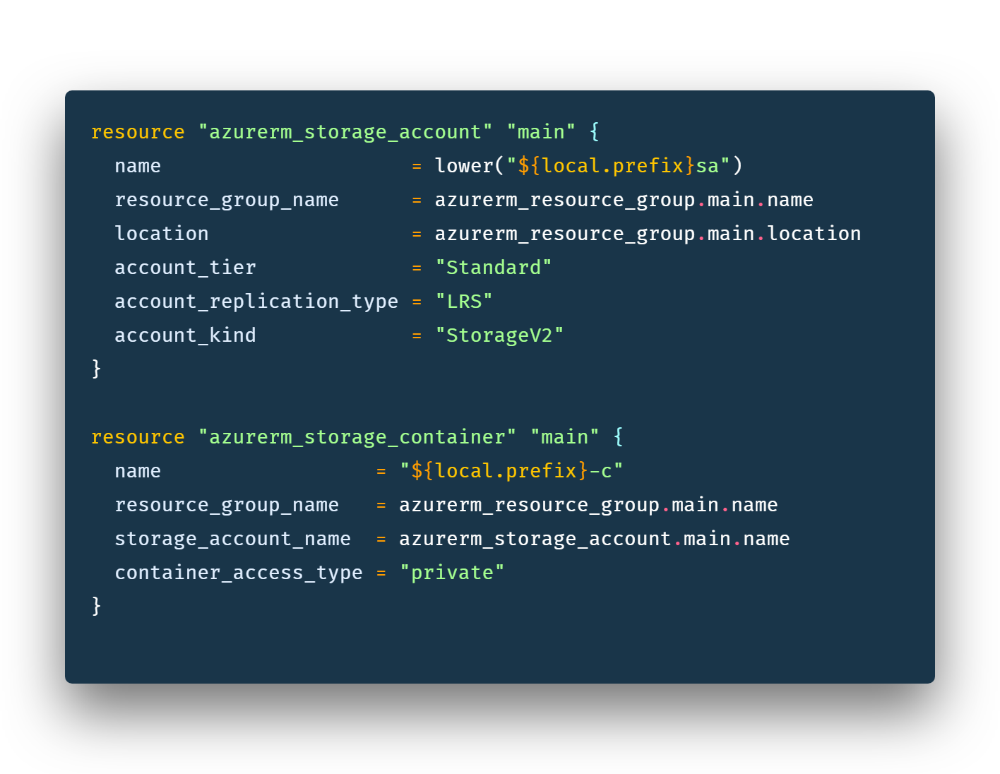 resource "azurerm_storage_account" "main" {
  name                     = lower("${local.prefix}sa")
  resource_group_name      = azurerm_resource_group.main.name
  location                 = azurerm_resource_group.main.location
  account_tier             = "Standard"
  account_replication_type = "LRS"
  account_kind             = "StorageV2"
}

resource "azurerm_storage_container" "main" {
  name                  = "${local.prefix}-c"
  resource_group_name   = azurerm_resource_group.main.name
  storage_account_name  = azurerm_storage_account.main.name
  container_access_type = "private"
}